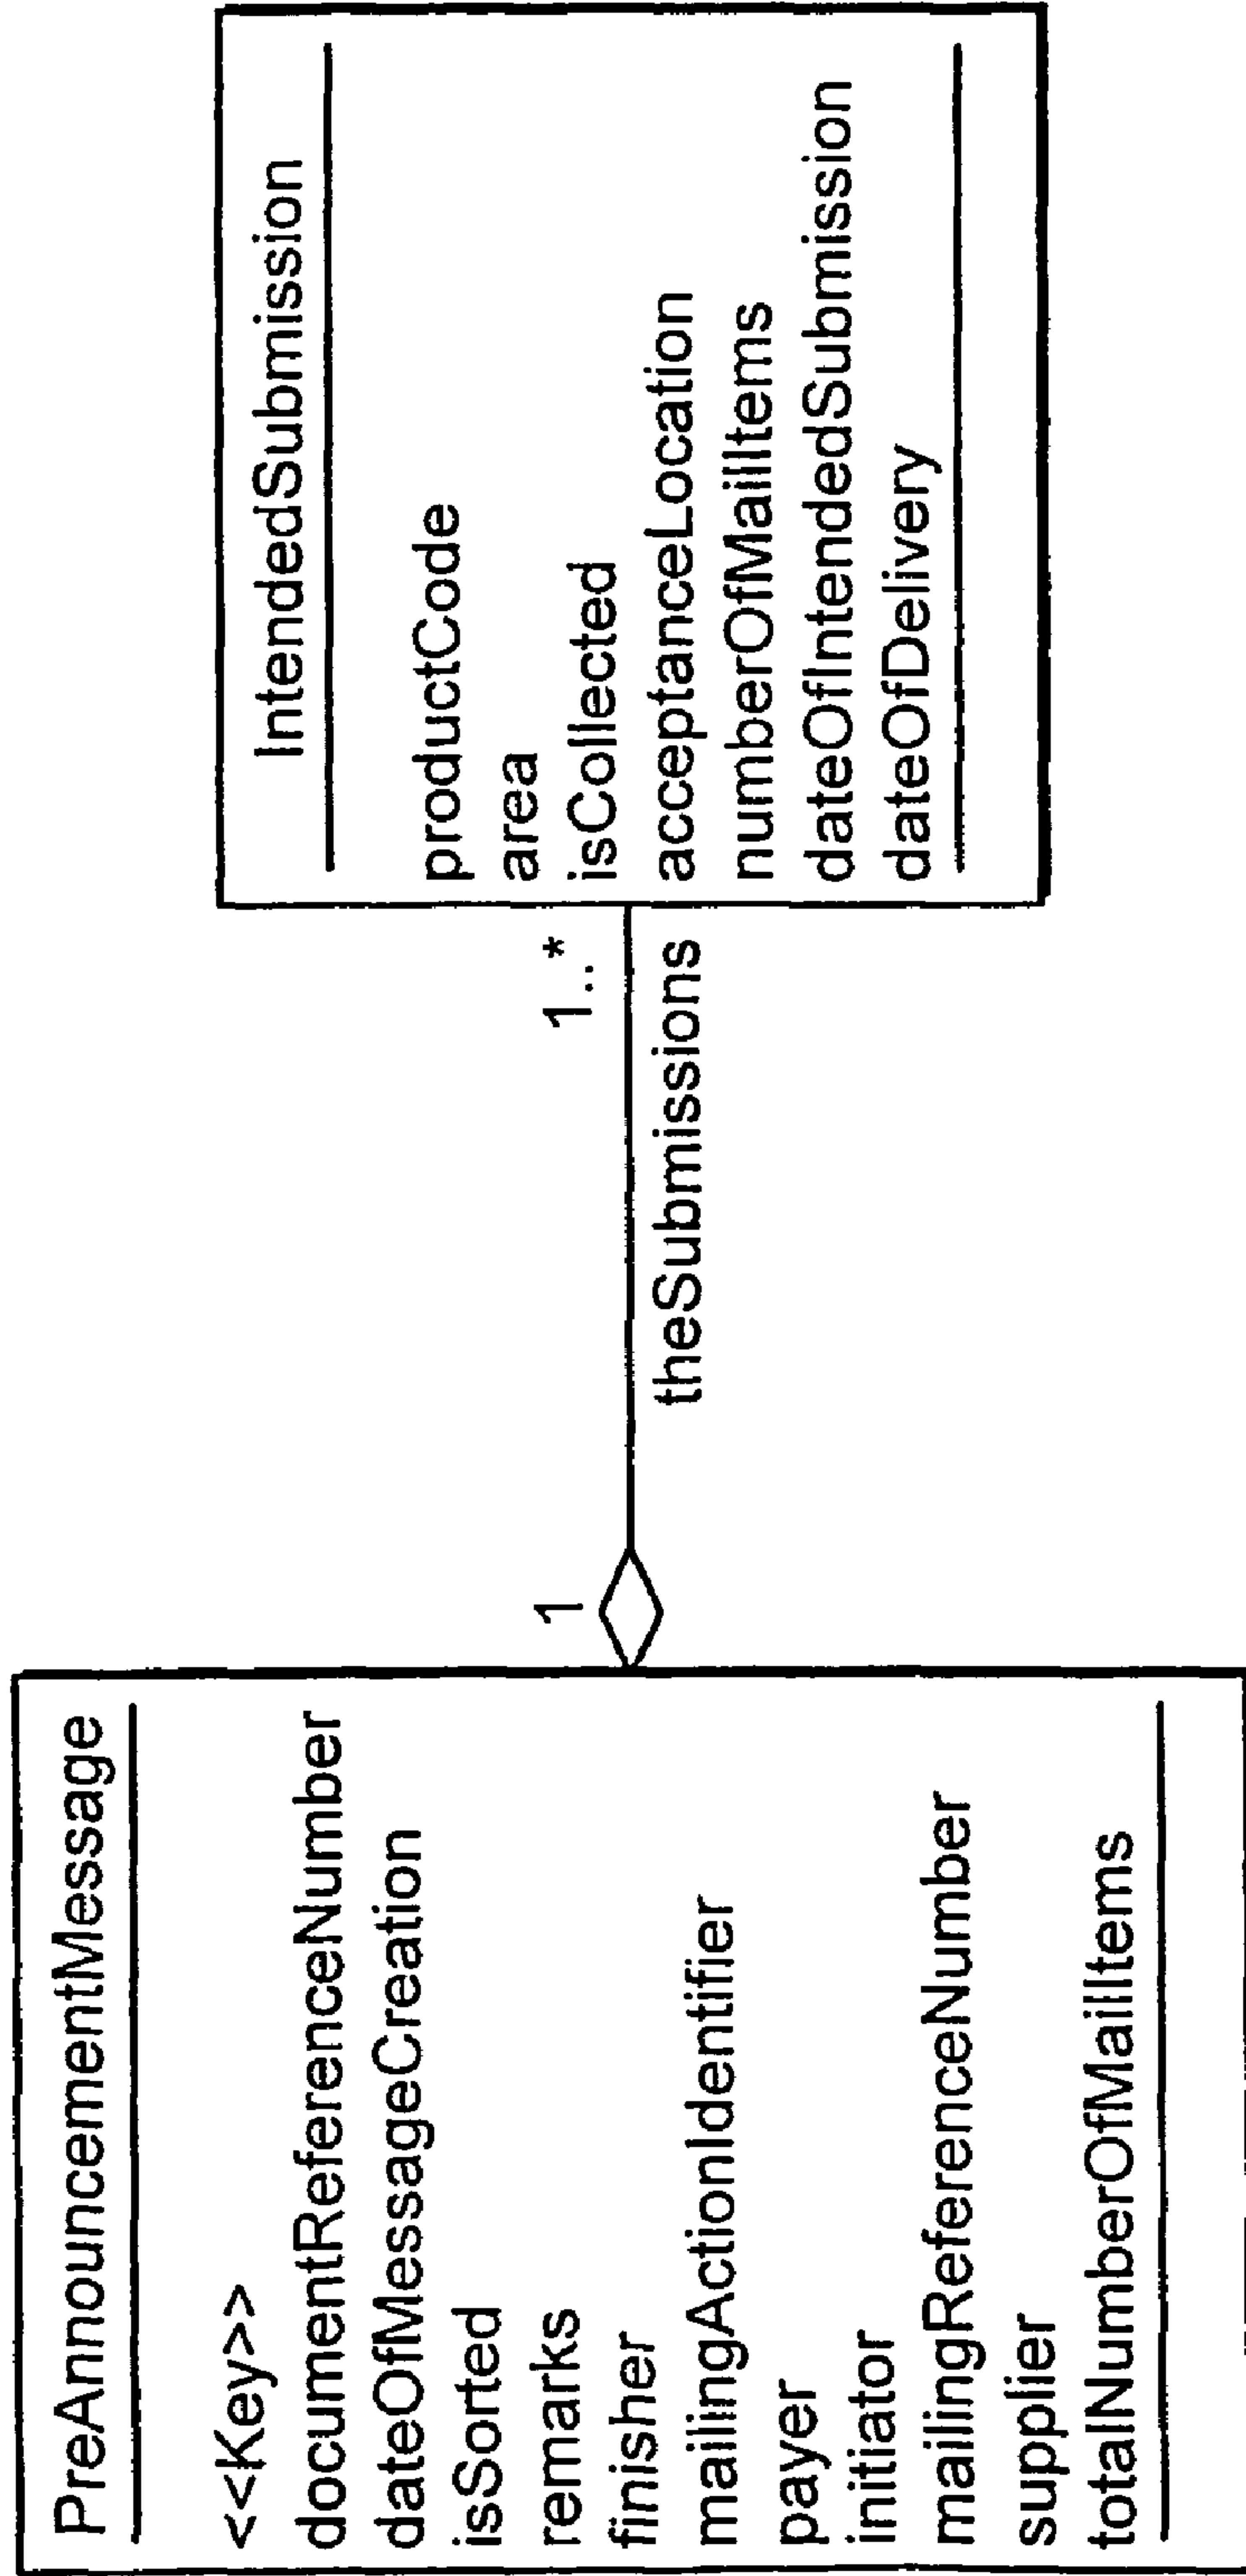 PreAnnouncementMessage
<<Key>>
documentReferenceNumber
dateOfMessageCreation
isSorted
remarks
finisher
mailingActionIdentifier
payer
initiator
mailingReferenceNumber
supplier
totalNumberOfMailItems
1
1..*
theSubmissions
IntendedSubmission
productCode
area
isCollected
acceptanceLocation
numberOfMailItems
dateOfIntendedSubmission
dateOfDelivery